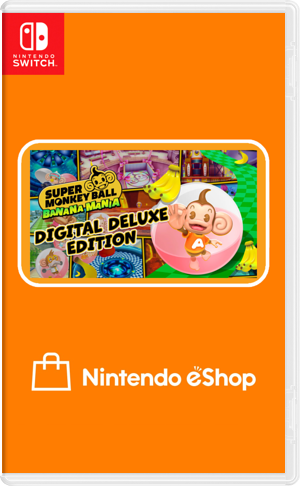 NINTENDO
SWITCH.
SUPER
MONKEY BALL
BANANA MANIA
DIGITAL DELUXE
EDITION
A
Nintendo eShop